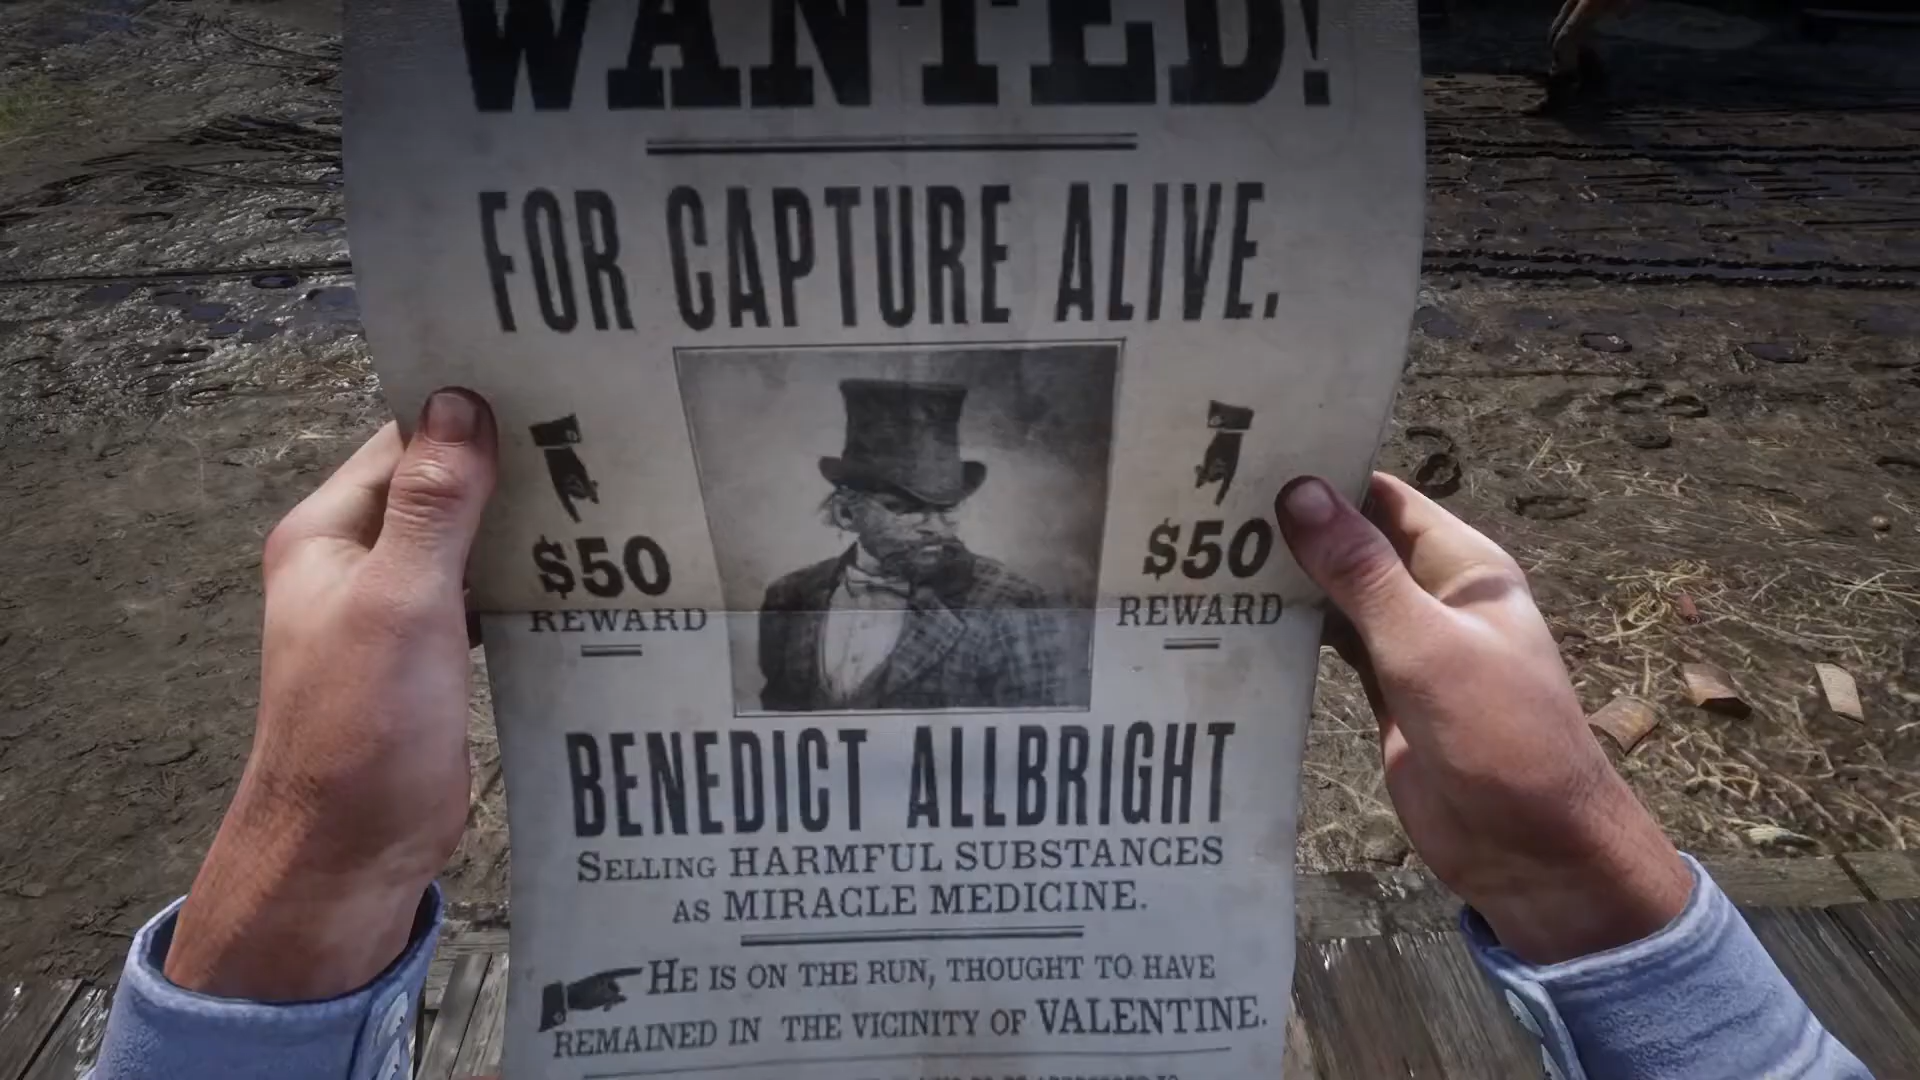 WANTED!
FOR CAPTURE ALIVE.
$50 $50
REWARD REWARD
BENEDICT ALLBRIGHT
SELLING HARMFUL SUBSTANCES
AS MIRACLE MEDICINE.
HE IS ON THE RUN, THOUGHT TO HAVE
REMAINED IN THE VICINITY OF VALENTINE.